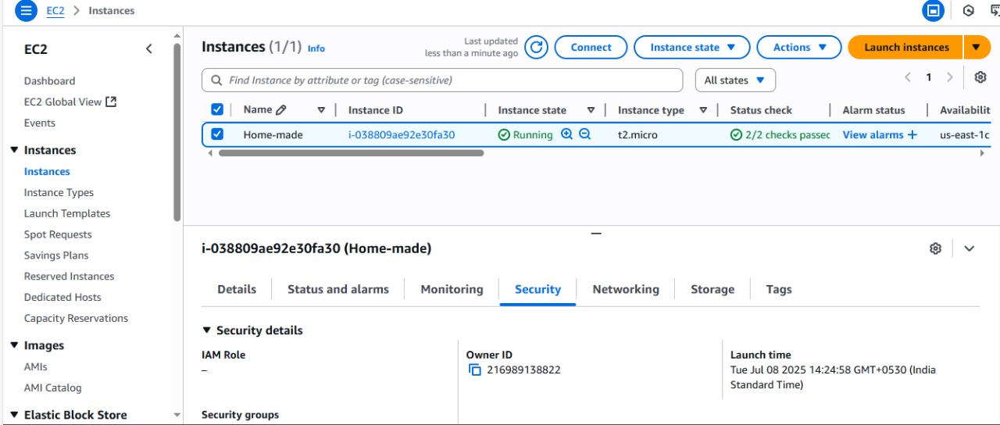 EC2 > Instances
EC2
Dashboard
EC2 Global View
Events
Instances
Instances
Instance Types
Launch Templates
Spot Requests
Savings Plans
Reserved Instances
Dedicated Hosts
Capacity Reservations
Images
AMIs
AMI Catalog
Elastic Block Store
Instances (1/1) Info
Last updated
less than a minute ago
Connect
Instance state
Actions
Launch instances
Find Instance by attribute or tag (case-sensitive)
All states
1
Name Instance ID Instance state Instance type Status check Alarm status Availabilit
Home-made i-038809ae92e30fa30 Running t2.micro 2/2 checks passec View alarms + us-east-1c
i-038809ae92e30fa30 (Home-made)
Details Status and alarms Monitoring Security Networking Storage Tags
Security details
IAM Role
–
Owner ID
216989138822
Launch time
Tue Jul 08 2025 14:24:58 GMT+0530 (India
Standard Time)
Security groups